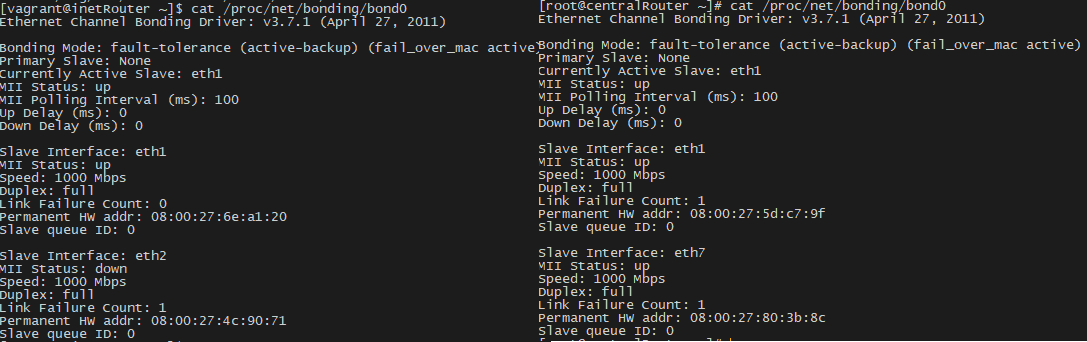 [vagrant@inetRouter ~]$ cat /proc/net/bonding/bond0
Ethernet Channel Bonding Driver: v3.7.1 (April 27, 2011)

Bonding Mode: fault-tolerance (active-backup) (fail_over_mac active)
Primary Slave: None
Currently Active Slave: eth1
MII Status: up
MII Polling Interval (ms): 100
Up Delay (ms): 0
Down Delay (ms): 0

Slave Interface: eth1
MII Status: up
Speed: 1000 Mbps
Duplex: full
Link Failure Count: 0
Permanent HW addr: 08:00:27:6e:a1:20
Slave queue ID: 0

Slave Interface: eth2
MII Status: down
Speed: 1000 Mbps
Duplex: full
Link Failure Count: 1
Permanent HW addr: 08:00:27:4c:90:71
Slave queue ID: 0

[root@centralRouter ~]# cat /proc/net/bonding/bond0
Ethernet Channel Bonding Driver: v3.7.1 (April 27, 2011)

Bonding Mode: fault-tolerance (active-backup) (fail_over_mac active)
Primary Slave: None
Currently Active Slave: eth1
MII Status: up
MII Polling Interval (ms): 100
Up Delay (ms): 0
Down Delay (ms): 0

Slave Interface: eth1
MII Status: up
Speed: 1000 Mbps
Duplex: full
Link Failure Count: 1
Permanent HW addr: 08:00:27:5d:c7:9f
Slave queue ID: 0

Slave Interface: eth7
MII Status: up
Speed: 1000 Mbps
Duplex: full
Link Failure Count: 1
Permanent HW addr: 08:00:27:80:3b:8c
Slave queue ID: 0